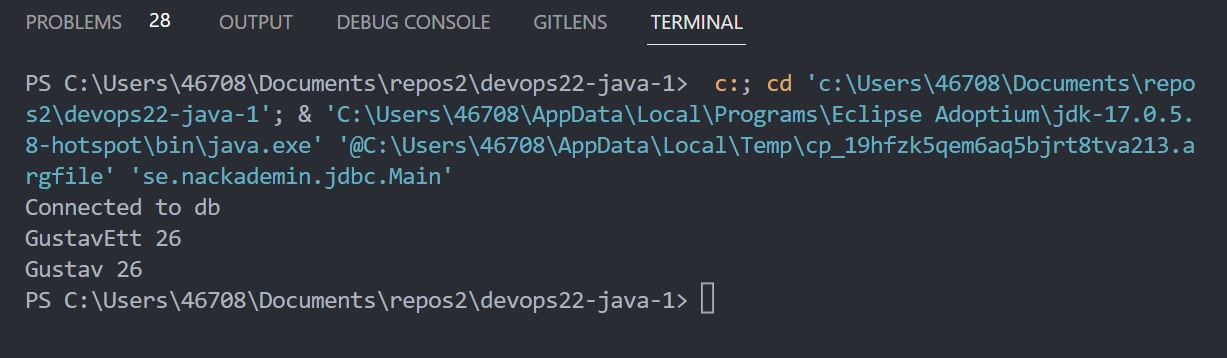 PROBLEMS 28 OUTPUT DEBUG CONSOLE GITLENS TERMINAL
PS C:\Users\46708\Documents\repos2\devops22-java-1>  c:; cd 'c:\Users\46708\Documents\repo
s2\devops22-java-1'; & 'C:\Users\46708\AppData\Local\Programs\Eclipse Adoptium\jdk-17.0.5.
8-hotspot\bin\java.exe' '@C:\Users\46708\AppData\Local\Temp\cp_19hfzk5qem6aq5bjrt8tva213.a
rgfile' 'se.nackademin.jdbc.Main'
Connected to db
GustavEtt 26
Gustav 26
PS C:\Users\46708\Documents\repos2\devops22-java-1>